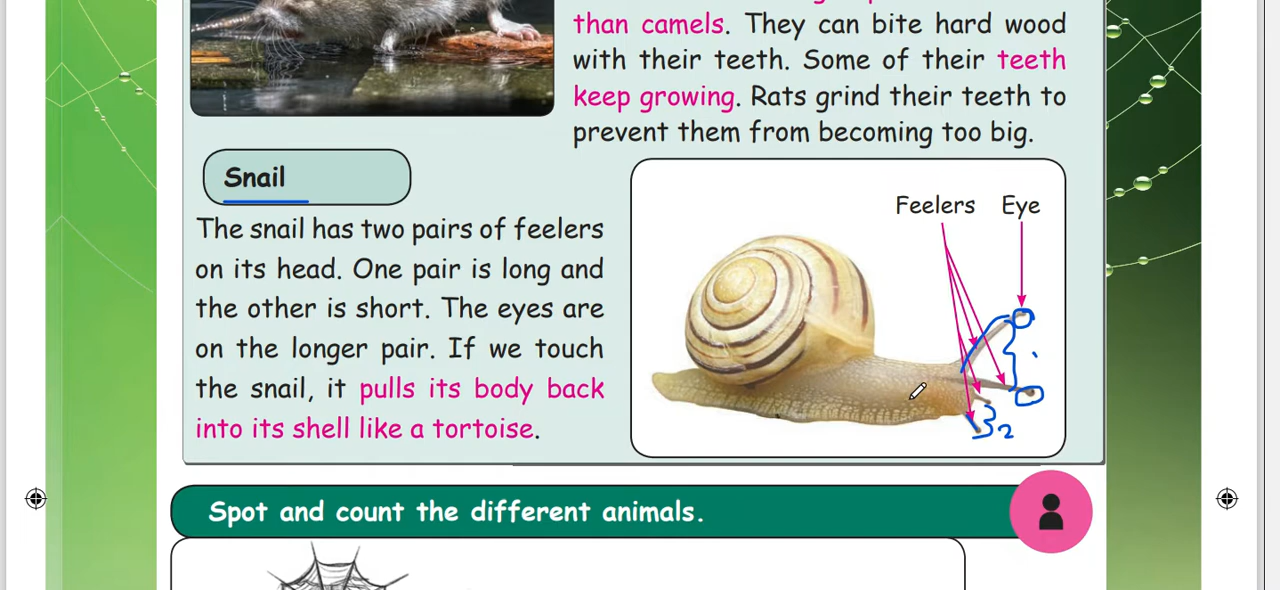 than camels. They can bite hard wood
with their teeth. Some of their teeth
keep growing. Rats grind their teeth to
prevent them from becoming too big.
Snail
The snail has two pairs of feelers
on its head. One pair is long and
the other is short. The eyes are
on the longer pair. If we touch
the snail, it pulls its body back
into its shell like a tortoise.
Feelers Eye
2
Spot and count the different animals.